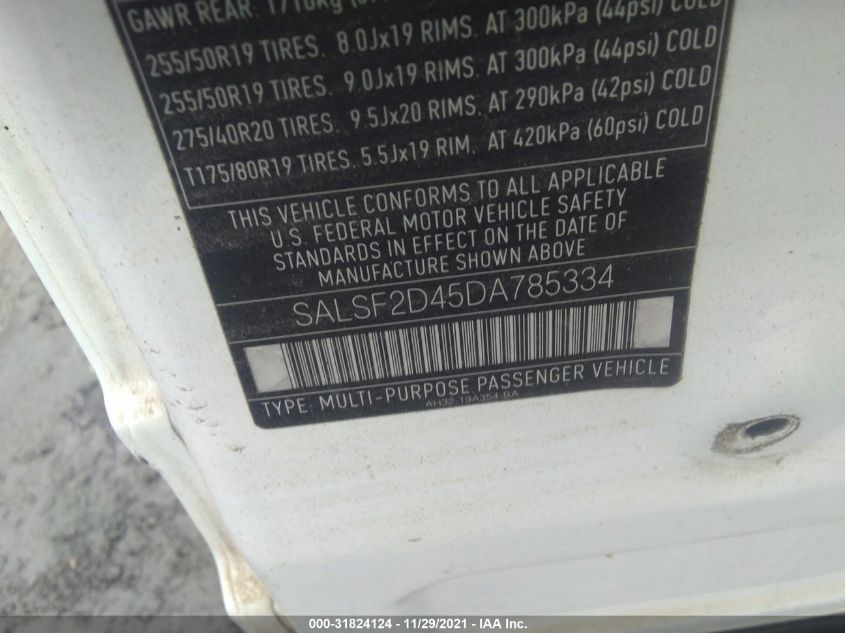 GAWR REAR. 1710kg
255/50R19 TIRES. 8.0Jx19 RIMS. AT 300kPa (44psi) COLD
255/50R19 TIRES. 9.0Jx19 RIMS. AT 300kPa (44psi) COLD
275/40R20 TIRES. 9.5Jx20 RIMS. AT 290kPa (42psi) COLD
T175/80R19 TIRES. 5.5Jx19 RIM. AT 420kPa (60psi) COLD
THIS VEHICLE CONFORMS TO ALL APPLICABLE
U.S. FEDERAL MOTOR VEHICLE SAFETY
STANDARDS IN EFFECT ON THE DATE OF
MANUFACTURE SHOWN ABOVE
SALSF2D45DA785334
TYPE: MULTI-PURPOSE PASSENGER VEHICLE
AH32-19A354-BA
000-31824124 - 11/29/2021 - IAA Inc.